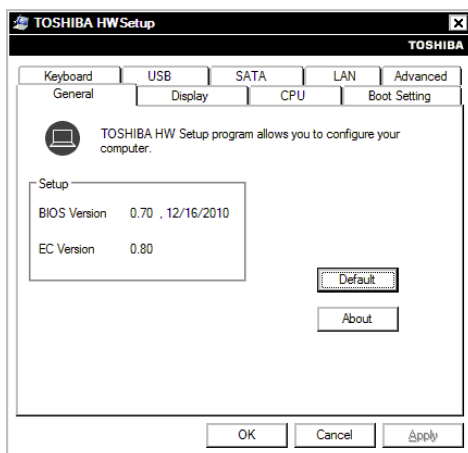 TOSHIBA HWSetup
TOSHIBA
Keyboard USB SATA LAN Advanced
General Display CPU Boot Setting
TOSHIBA HW Setup program allows you to configure your
computer.
Setup
BIOS Version 0.70 , 12/16/2010
EC Version 0.80
Default
About
OK Cancel Apply